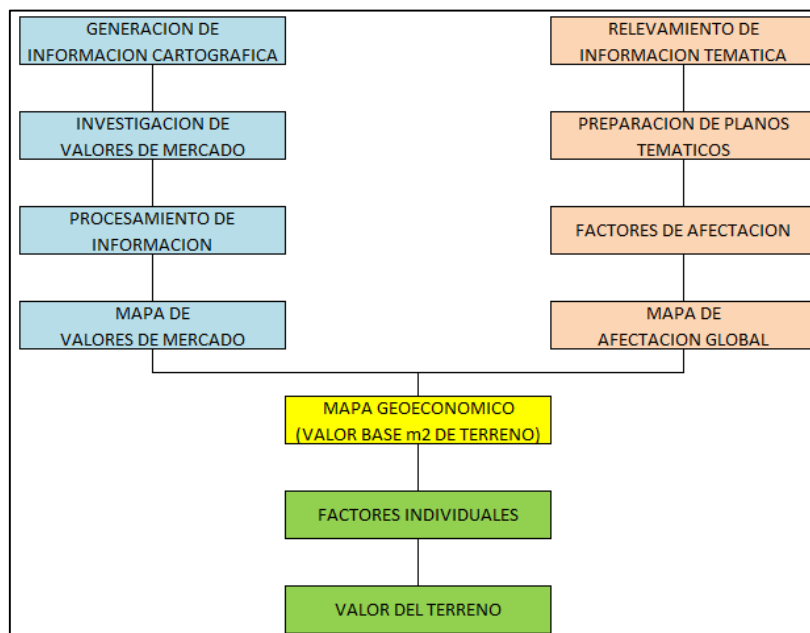 GENERACION DE
INFORMACION CARTOGRAFICA
INVESTIGACION DE
VALORES DE MERCADO
PROCESAMIENTO DE
INFORMACION
MAPA DE
VALORES DE MERCADO
RELEVAMIENTO DE
INFORMACION TEMATICA
PREPARACION DE PLANOS
TEMATICOS
FACTORES DE AFECTACION
MAPA DE
AFECTACION GLOBAL
MAPA GEOECONOMICO
(VALOR BASE m2 DE TERRENO)
FACTORES INDIVIDUALES
VALOR DEL TERRENO